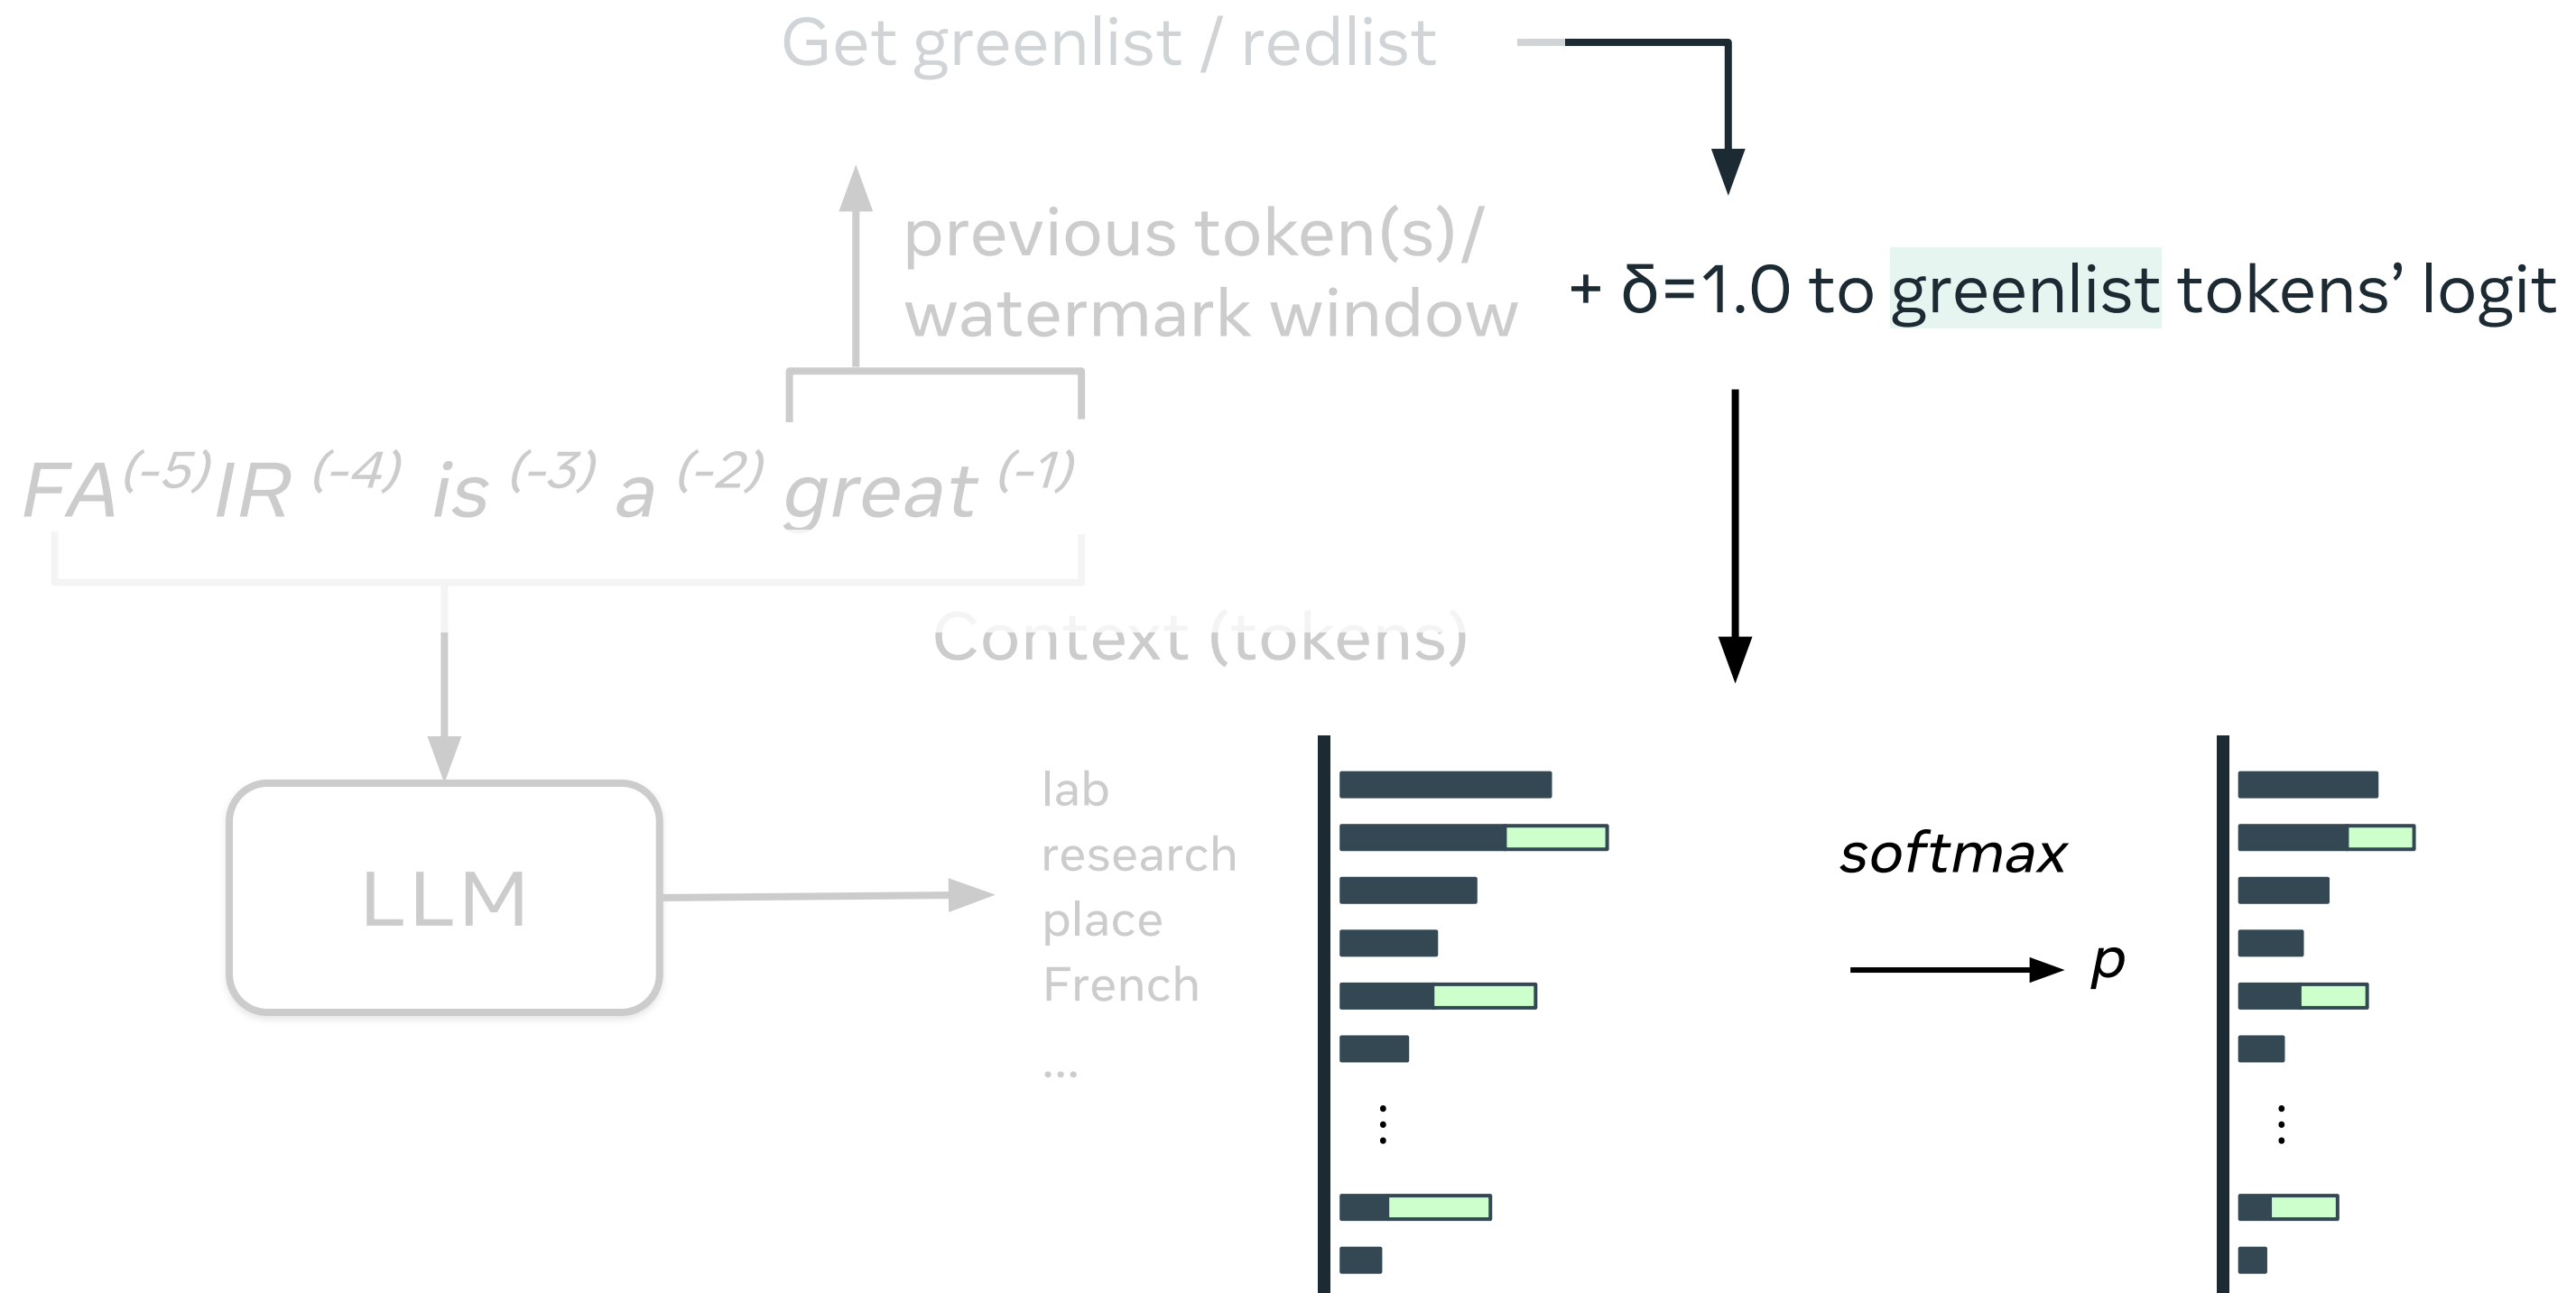 Get greenlist / redlist
previous token(s)/
watermark window
+ δ=1.0 to greenlist tokens’ logit
FA(-5)IR (-4) is (-3) a (-2) great (-1)
Context (tokens)
LLM
lab
research
place
French
...
softmax
p